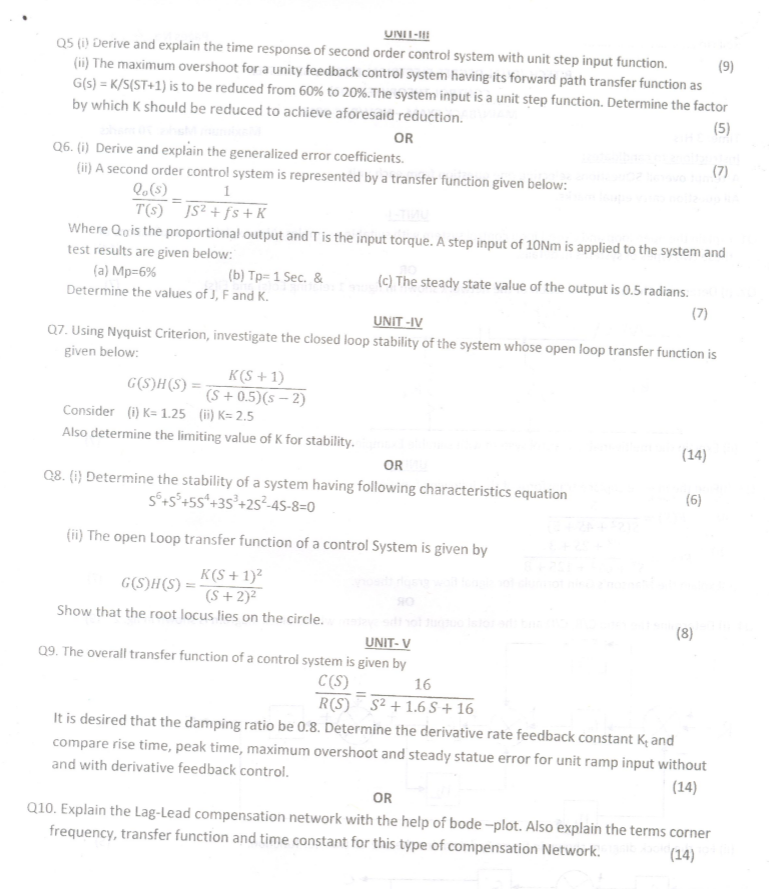 UNIT-III
Q5 (i) Derive and explain the time response of second order control system with unit step input function. (9)
(ii) The maximum overshoot for a unity feedback control system having its forward path transfer function as
G(s) = K/S(ST+1) is to be reduced from 60% to 20%.The system input is a unit step function. Determine the factor
by which K should be reduced to achieve aforesaid reduction. (5)
OR
Q6. (i) Derive and explain the generalized error coefficients. (7)
(ii) A second order control system is represented by a transfer function given below:
Qₒ(s)/T(s) = 1/(JS² + fs + K)
Where Qₒ is the proportional output and T is the input torque. A step input of 10Nm is applied to the system and
test results are given below:
(a) Mp=6% (b) Tp= 1 Sec. & (c) The steady state value of the output is 0.5 radians.
Determine the values of J, F and K. (7)
UNIT -IV
Q7. Using Nyquist Criterion, investigate the closed loop stability of the system whose open loop transfer function is
given below:
G(S)H(S) = K(S + 1)/((S + 0.5)(s − 2))
Consider (i) K= 1.25 (ii) K= 2.5
Also determine the limiting value of K for stability. (14)
OR
Q8. (i) Determine the stability of a system having following characteristics equation (6)
S⁶+S⁵+5S⁴+3S³+2S²-4S-8=0
(ii) The open Loop transfer function of a control System is given by
G(S)H(S) = K(S + 1)²/(S + 2)²
Show that the root locus lies on the circle. (8)
UNIT- V
Q9. The overall transfer function of a control system is given by
C(S)/R(S) = 16/(S² + 1.6 S + 16)
It is desired that the damping ratio be 0.8. Determine the derivative rate feedback constant Kₜ and
compare rise time, peak time, maximum overshoot and steady statue error for unit ramp input without
and with derivative feedback control. (14)
OR
Q10. Explain the Lag-Lead compensation network with the help of bode –plot. Also explain the terms corner
frequency, transfer function and time constant for this type of compensation Network. (14)